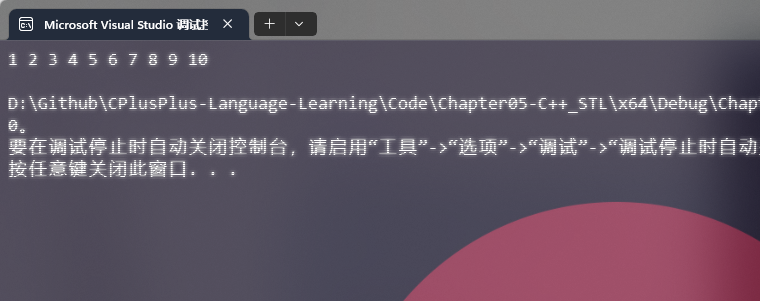 Microsoft Visual Studio 调试
1 2 3 4 5 6 7 8 9 10
D:\Github\CPlusPlus-Language-Learning\Code\Chapter05-C++_STL\x64\Debug\Chapt
0。
要在调试停止时自动关闭控制台，请启用“工具”->“选项”->“调试”->“调试停止时自动
按任意键关闭此窗口. . .